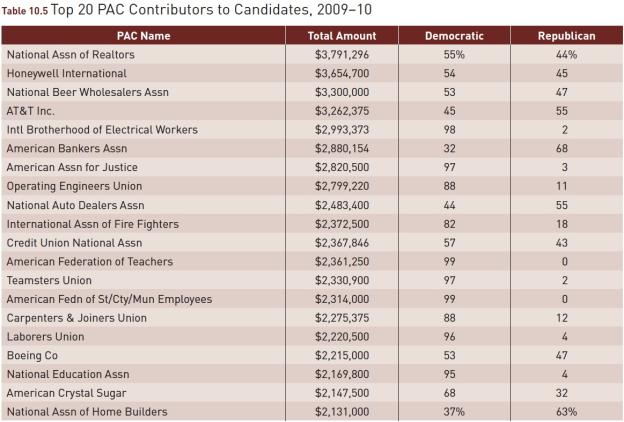 Table 10.5 Top 20 PAC Contributors to Candidates, 2009–10
PAC Name Total Amount Democratic Republican
National Assn of Realtors $3,791,296 55% 44%
Honeywell International $3,654,700 54 45
National Beer Wholesalers Assn $3,300,000 53 47
AT&T Inc. $3,262,375 45 55
Intl Brotherhood of Electrical Workers $2,993,373 98 2
American Bankers Assn $2,880,154 32 68
American Assn for Justice $2,820,500 97 3
Operating Engineers Union $2,799,220 88 11
National Auto Dealers Assn $2,483,400 44 55
International Assn of Fire Fighters $2,372,500 82 18
Credit Union National Assn $2,367,846 57 43
American Federation of Teachers $2,361,250 99 0
Teamsters Union $2,330,900 97 2
American Fedn of St/Cty/Mun Employees $2,314,000 99 0
Carpenters & Joiners Union $2,275,375 88 12
Laborers Union $2,220,500 96 4
Boeing Co $2,215,000 53 47
National Education Assn $2,169,800 95 4
American Crystal Sugar $2,147,500 68 32
National Assn of Home Builders $2,131,000 37% 63%